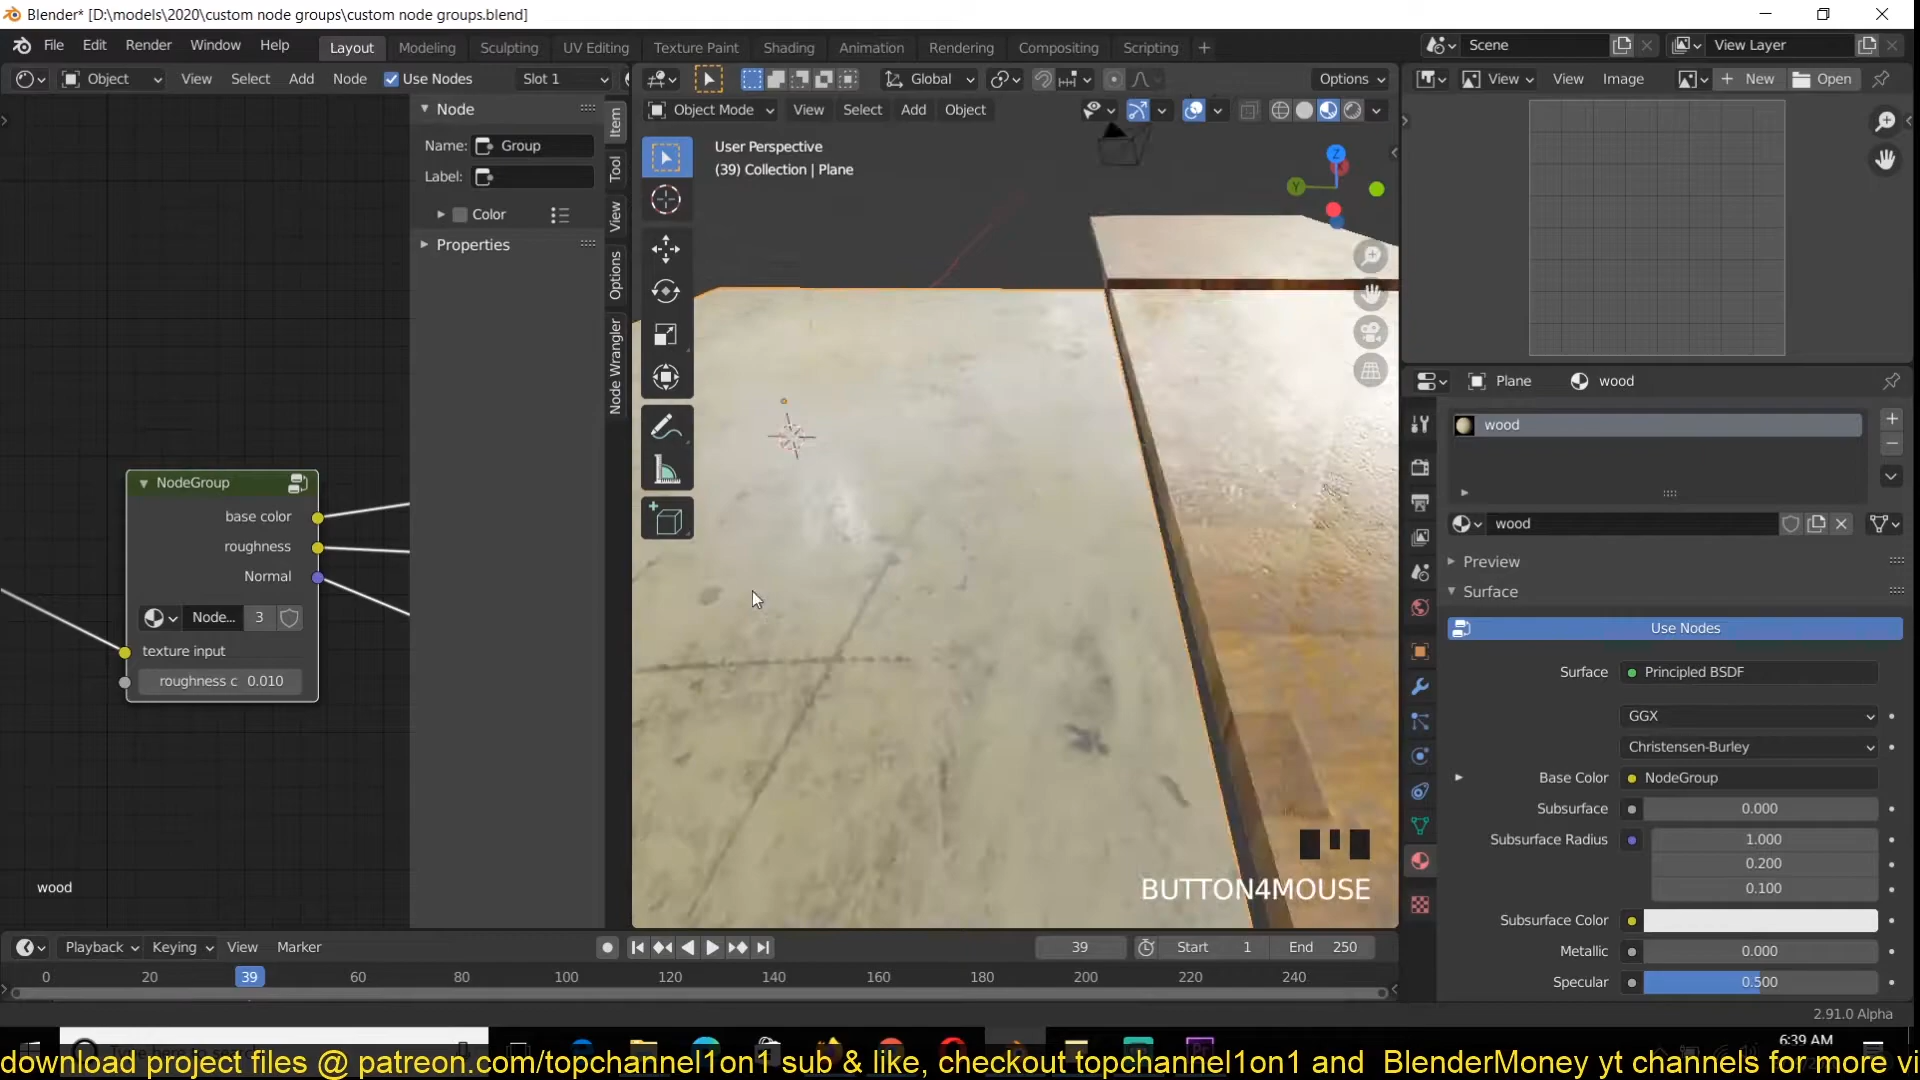 Blender* [D:\models\2020\custom node groups\custom node groups.blend]
File Edit Render Window Help Layout Modeling Sculpting UV Editing Texture Paint Shading Animation Rendering Compositing Scripting Scene View Layer
Object View Select Add Node Use Nodes Slot 1 Global Options View View Image New Open
Object Mode View Select Add Object
Node
Name: Group
Label:
Color
Properties
Item
Tool
View
Options
Node Wrangler
User Perspective
(39) Collection | Plane
Z
Y
NodeGroup
base color
roughness
Normal
Node... 3
texture input
roughness c 0.010
wood
BUTTON4MOUSE
Plane wood
wood
wood
Preview
Surface
Use Nodes
Surface Principled BSDF
GGX
Christensen-Burley
Base Color NodeGroup
Subsurface 0.000
Subsurface Radius 1.000
0.200
0.100
Subsurface Color
Metallic 0.000
Specular 0.500
Playback Keying View Marker 39 Start 1 End 250
0 20 39 60 80 100 120 140 160 180 200 220 240
2.91.0 Alpha
6:39 AM
download project files @ patreon.com/topchannel1on1 sub & like, checkout topchannel1on1 and BlenderMoney yt channels for more vi